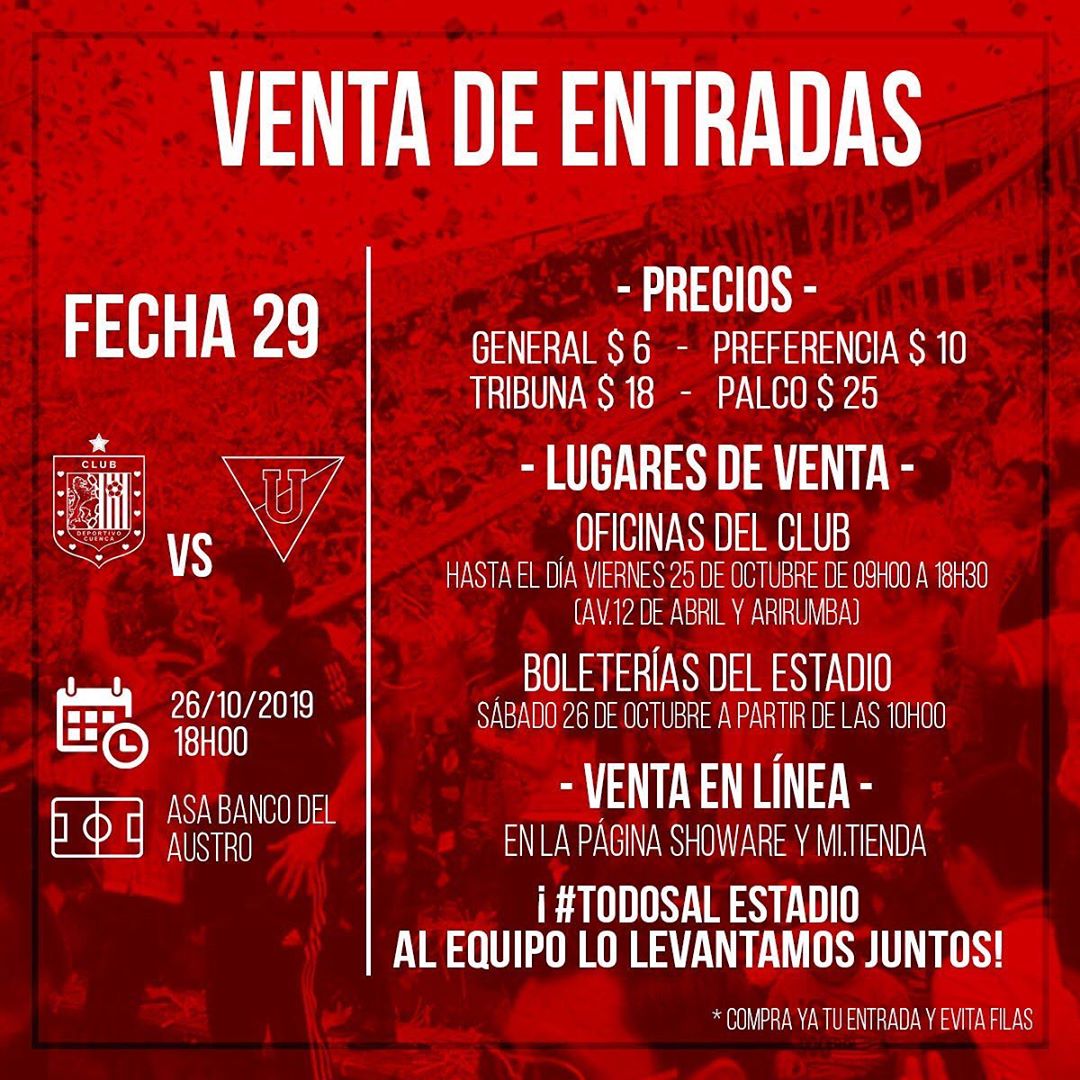 VENTA DE ENTRADAS
FECHA 29
CLUB
DEPORTIVO
CUENCA
VS
U
26/10/2019
18H00
ASA BANCO DEL
AUSTRO
- PRECIOS -
GENERAL $ 6 - PREFERENCIA $ 10
TRIBUNA $ 18 - PALCO $ 25
- LUGARES DE VENTA -
OFICINAS DEL CLUB
HASTA EL DÍA VIERNES 25 DE OCTUBRE DE 09H00 A 18H30
(AV.12 DE ABRIL Y ARIRUMBA)
BOLETERÍAS DEL ESTADIO
SÁBADO 26 DE OCTUBRE A PARTIR DE LAS 10H00
- VENTA EN LÍNEA -
EN LA PÁGINA SHOWARE Y MI.TIENDA
¡ #TODOSAL ESTADIO
AL EQUIPO LO LEVANTAMOS JUNTOS!
* COMPRA YA TU ENTRADA Y EVITA FILAS